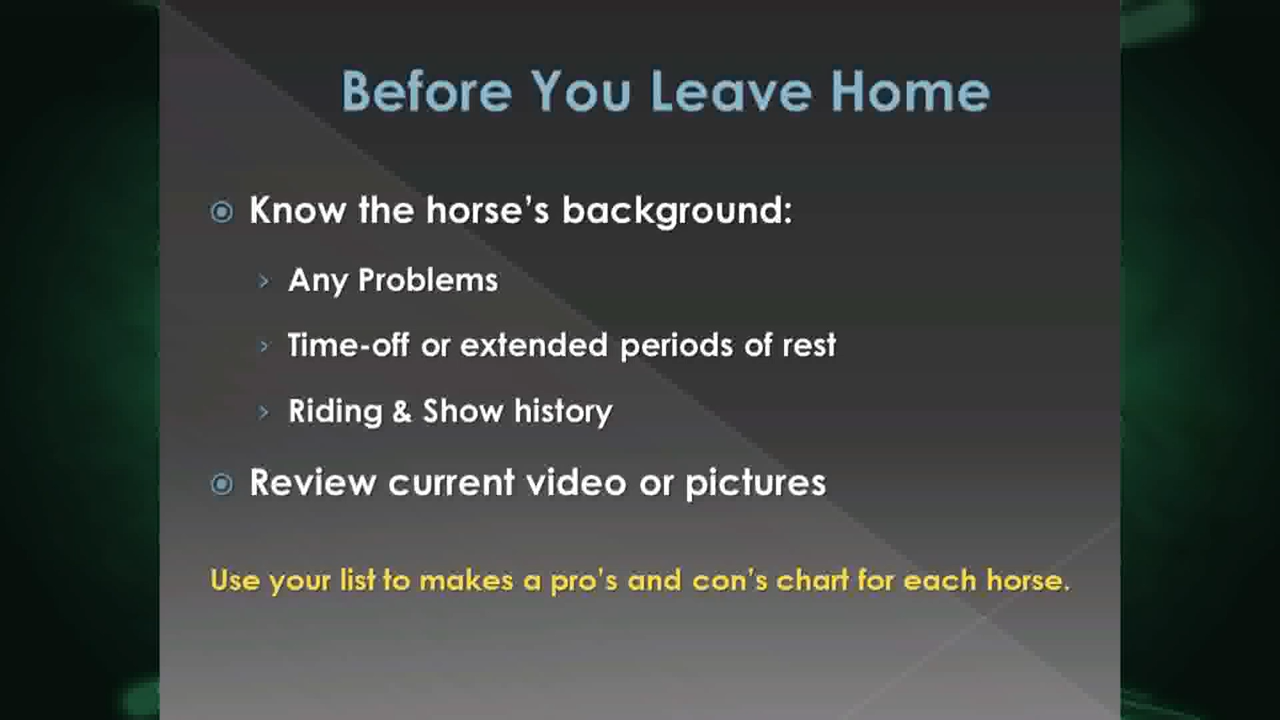 Before You Leave Home
Know the horse’s background:
Any Problems
Time-off or extended periods of rest
Riding & Show history
Review current video or pictures
Use your list to makes a pro’s and con’s chart for each horse.